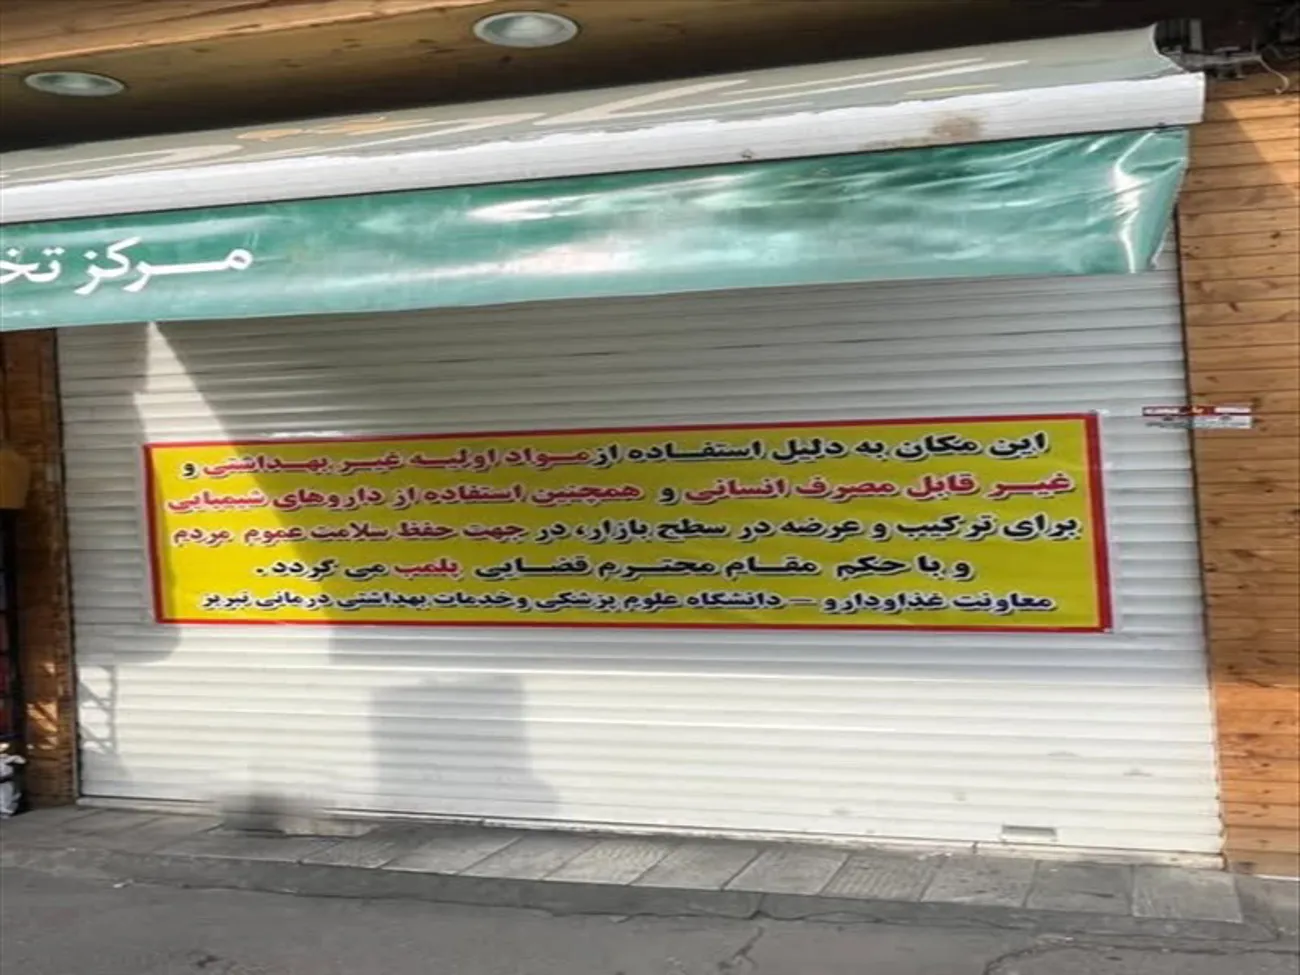 مرکز تخ
این مکان به دلیل استفاده از مواد اولیه غیر بهداشتی و
غیر قابل مصرف انسانی و همچنین استفاده از داروهای شیمیایی
برای ترکیب و عرضه در سطح بازار، در جهت حفظ سلامت عموم مردم
و با حکم مقام محترم قضایی پلمب می گردد.
معاونت غذاودارو – دانشگاه علوم پزشکی وخدمات بهداشتی درمانی تبریز